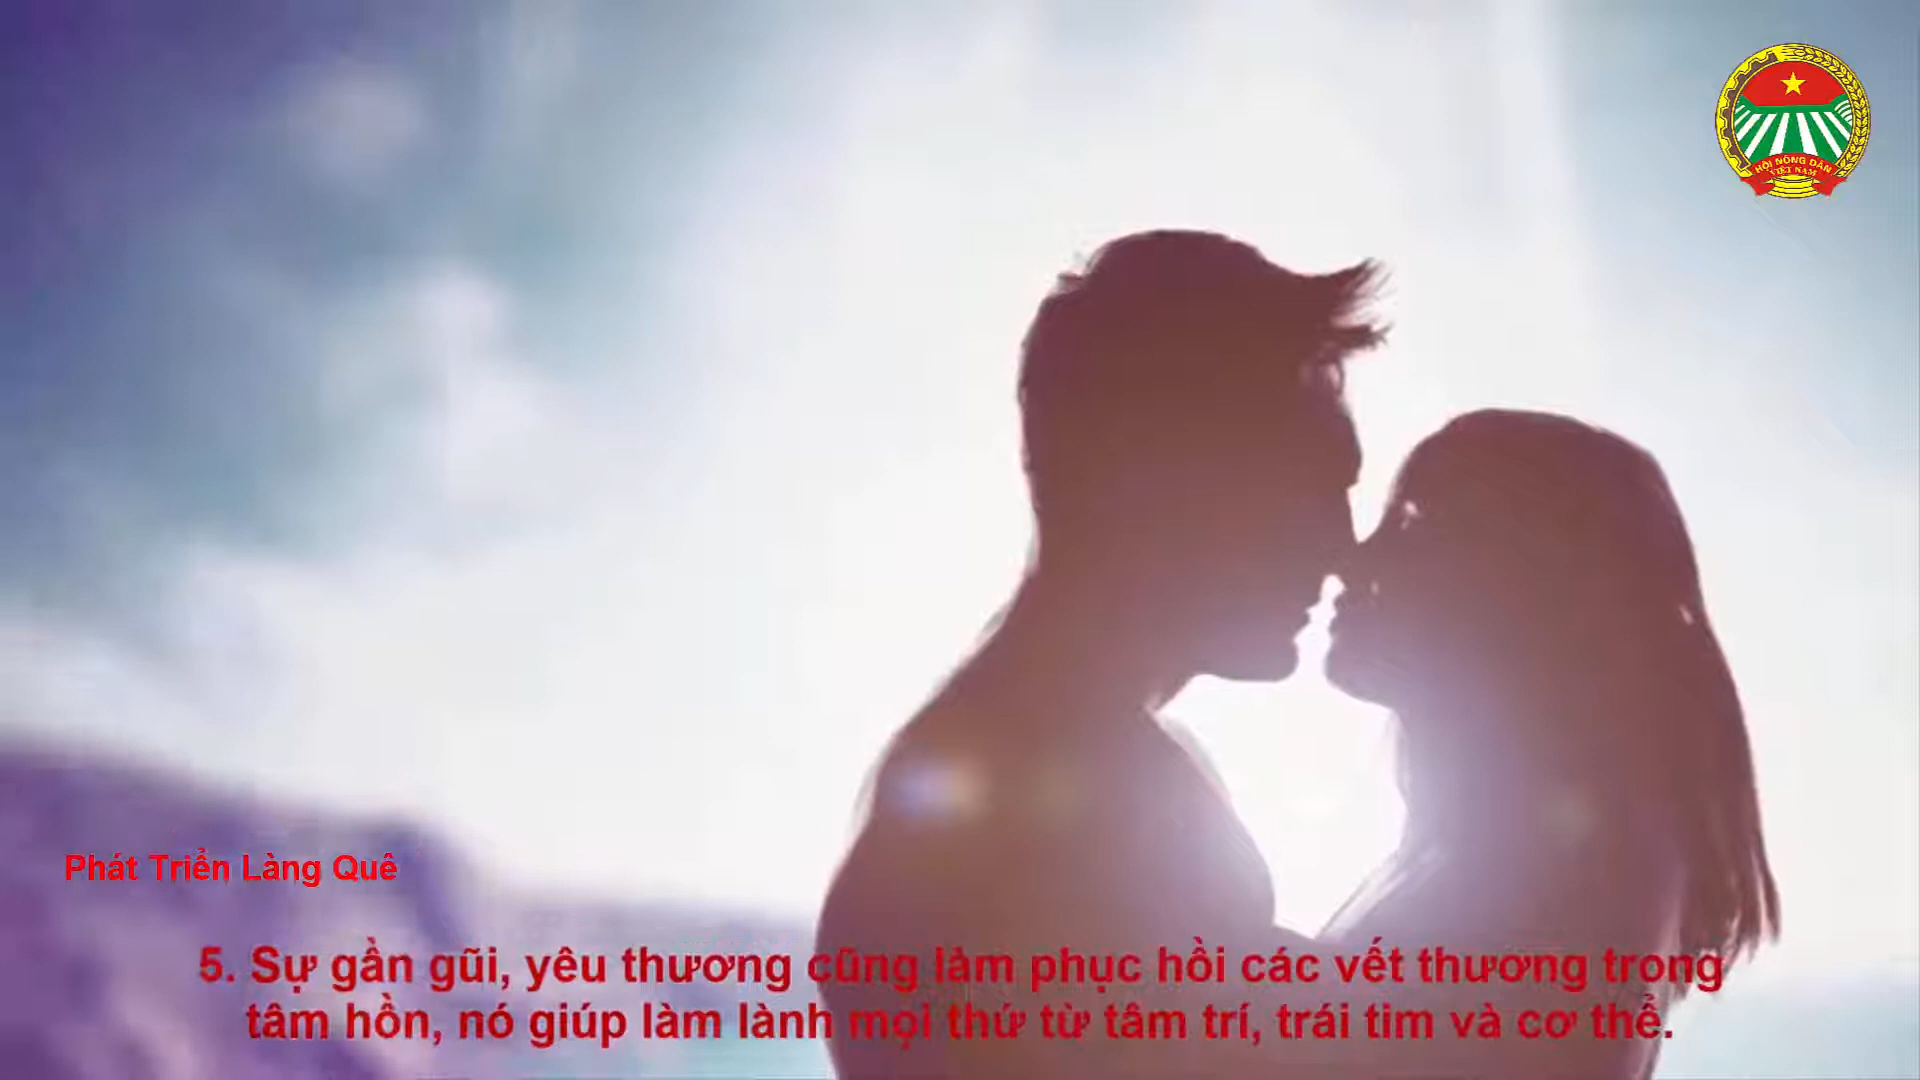 HỘI NÔNG DÂN
VIỆT NAM
Phát Triển Làng Quê
5. Sự gần gũi, yêu thương cũng làm phục hồi các vết thương trong
tâm hồn, nó giúp làm lành mọi thứ từ tâm trí, trái tim và cơ thể.